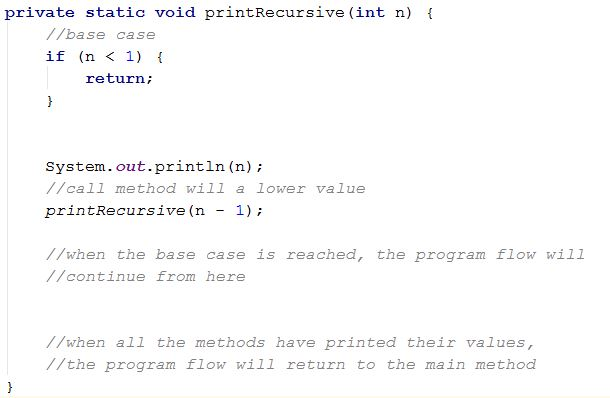 private static void printRecursive(int n) {
//base case
if (n < 1) {
return;
}
System.out.println(n);
//call method will a lower value
printRecursive(n - 1);
//when the base case is reached, the program flow will
//continue from here
//when all the methods have printed their values,
//the program flow will return to the main method
}